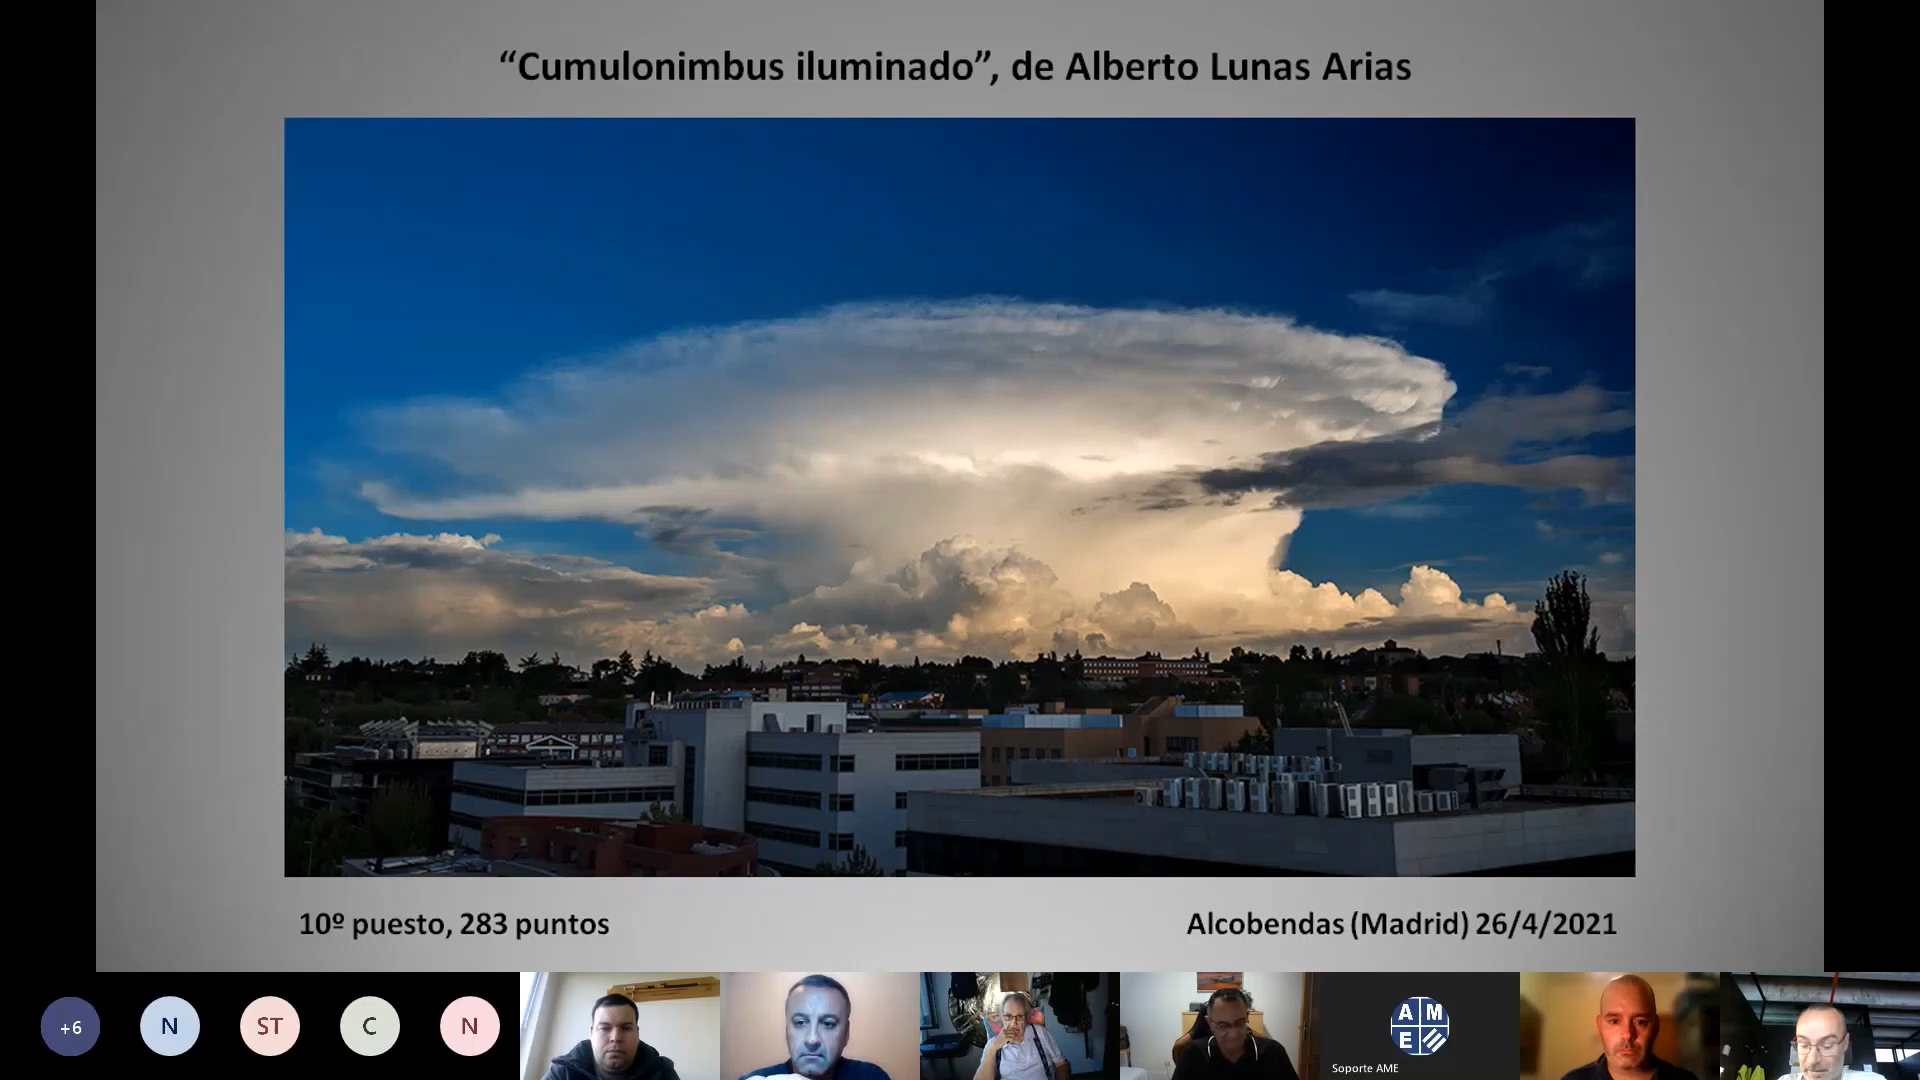 “Cumulonimbus iluminado”, de Alberto Lunas Arias
10º puesto, 283 puntos
Alcobendas (Madrid) 26/4/2021
+6
N
ST
C
N
A M
E
Soporte AME